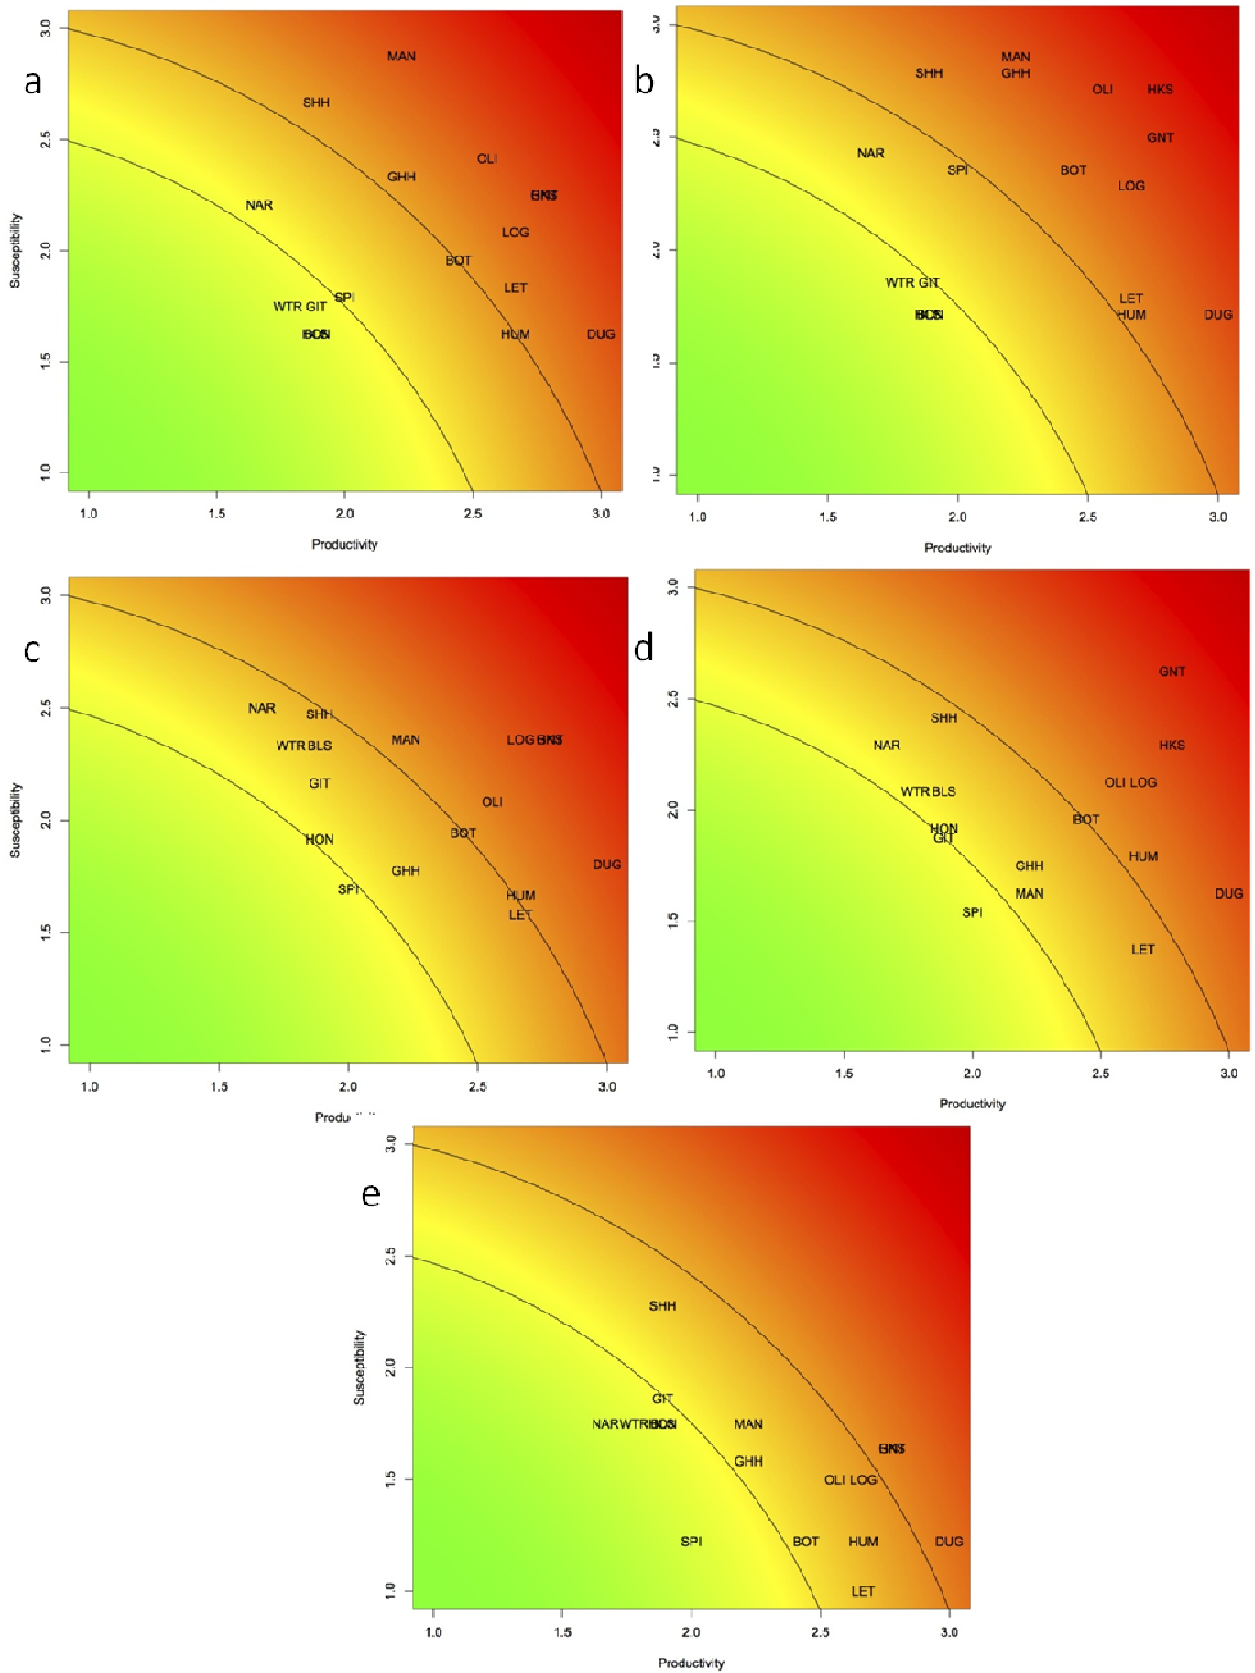 a
3.0
2.5
2.0
1.5
1.0
Susceptibility
MAN
SHH
OLI
GHH
NAR
LOG
BOT
LET
SPI
WTR GIT
HUM
DUG
1.0 1.5 2.0 2.5 3.0
Productivity
b
MAN
SHH GHH
OLI HKS
GNT
NAR
SPI BOT
LOG
WTR GIT
LET
HUM DUG
1.0 1.5 2.0 2.5 3.0
Productivity
c
3.0
2.5
2.0
1.5
1.0
Susceptibility
NAR SHH
WTR BLS MAN LOG
GIT
OLI
HON BOT
GHH DUG
SPI HUM
LET
1.0 1.5 2.0 2.5 3.0
Produ
d
3.0
2.5
2.0
1.5
1.0
GNT
SHH
NAR HKS
OLI LOG
WTR BLS
BOT
HON
GIT
HUM
GHH
MAN DUG
SPI
LET
1.0 1.5 2.0 2.5 3.0
Productivity
e
3.0
2.5
2.0
1.5
1.0
Susceptibility
SHH
GIT
NAR WTR MAN
GHH
OLI LOG
SPI BOT HUM DUG
LET
1.0 1.5 2.0 2.5 3.0
Productivity